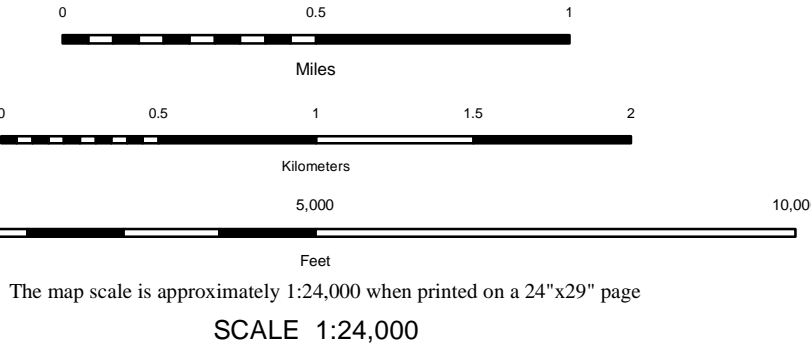 0 0.5 1
Miles
0 0.5 1 1.5 2
Kilometers
5,000 10,00
Feet
The map scale is approximately 1:24,000 when printed on a 24"x29" page
SCALE 1:24,000